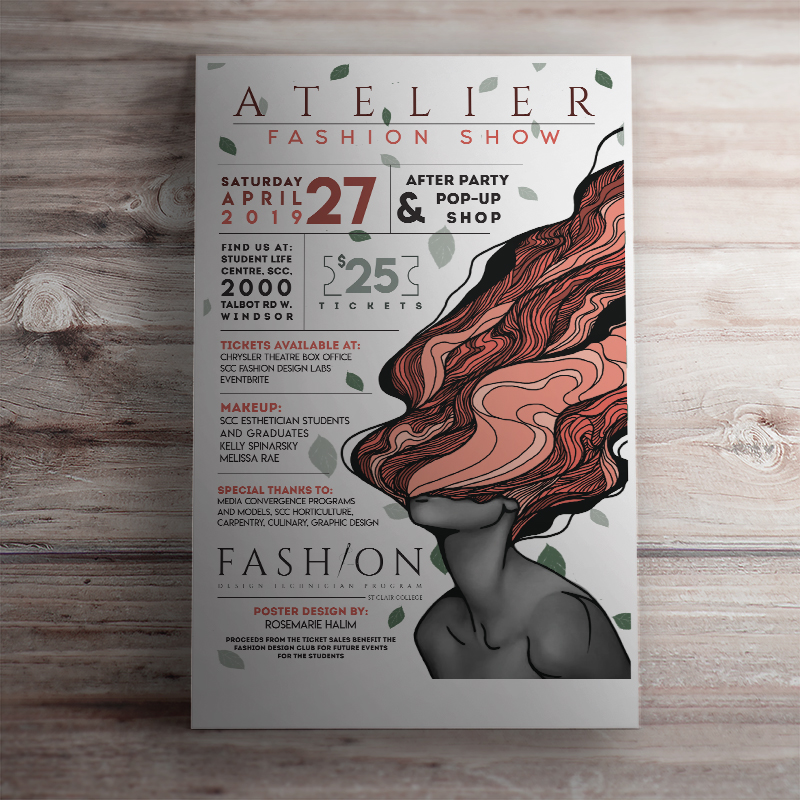 ATELIER
FASHION SHOW
SATURDAY
APRIL
2019
27
AFTER PARTY
& POP-UP
SHOP
FIND US AT:
STUDENT LIFE
CENTRE, SCC,
2000
TALBOT RD W.
WINDSOR
$25
TICKETS
TICKETS AVAILABLE AT:
CHRYSLER THEATRE BOX OFFICE
SCC FASHION DESIGN LABS
EVENTBRITE
MAKEUP:
SCC ESTHETICIAN STUDENTS
AND GRADUATES
KELLY SPINARSKY
MELISSA RAE
SPECIAL THANKS TO:
MEDIA CONVERGENCE PROGRAMS
AND MODELS, SCC HORTICULTURE,
CARPENTRY, CULINARY, GRAPHIC DESIGN
FASH/ON
DESIGN TECHNICIAN PROGRAM
ST CLAIR COLLEGE
POSTER DESIGN BY:
ROSEMARIE HALIM
PROCEEDS FROM THE TICKET SALES BENEFIT THE
FASHION DESIGN CLUB FOR FUTURE EVENTS
FOR THE STUDENTS